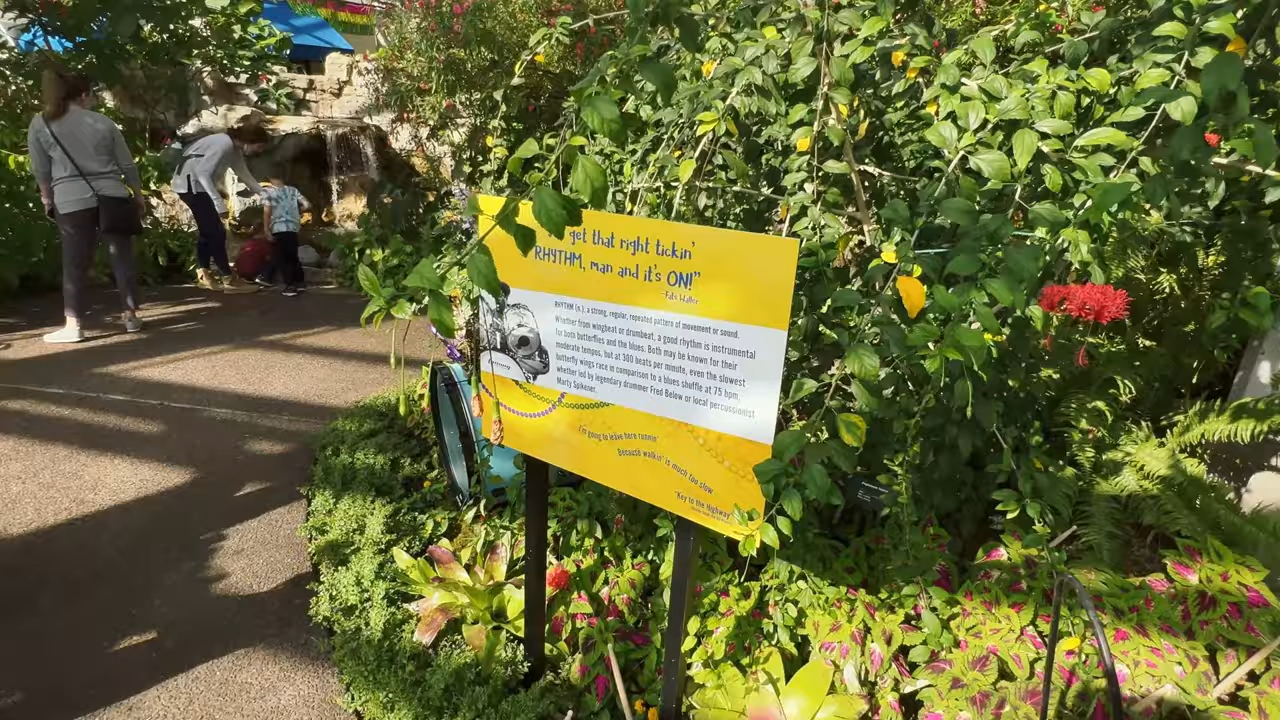 get that right tickin'
RHYTHM, man and it's ON!"
-Fats Waller
RHYTHM (n.); a strong, regular, repeated pattern of movement or sound.
Whether from wingbeat or drumbeat, a good rhythm is instrumental
for both butterflies and the blues. Both may be known for their
moderate tempos, but at 300 beats per minute, even the slowest
butterfly wings race in comparison to a blues shuffle at 75 bpm,
whether led by legendary drummer Fred Below or local percussionist
Marty Spikener.
I'm going to leave here runnin'
Because walkin' is much too slow
"Key to the Highway"